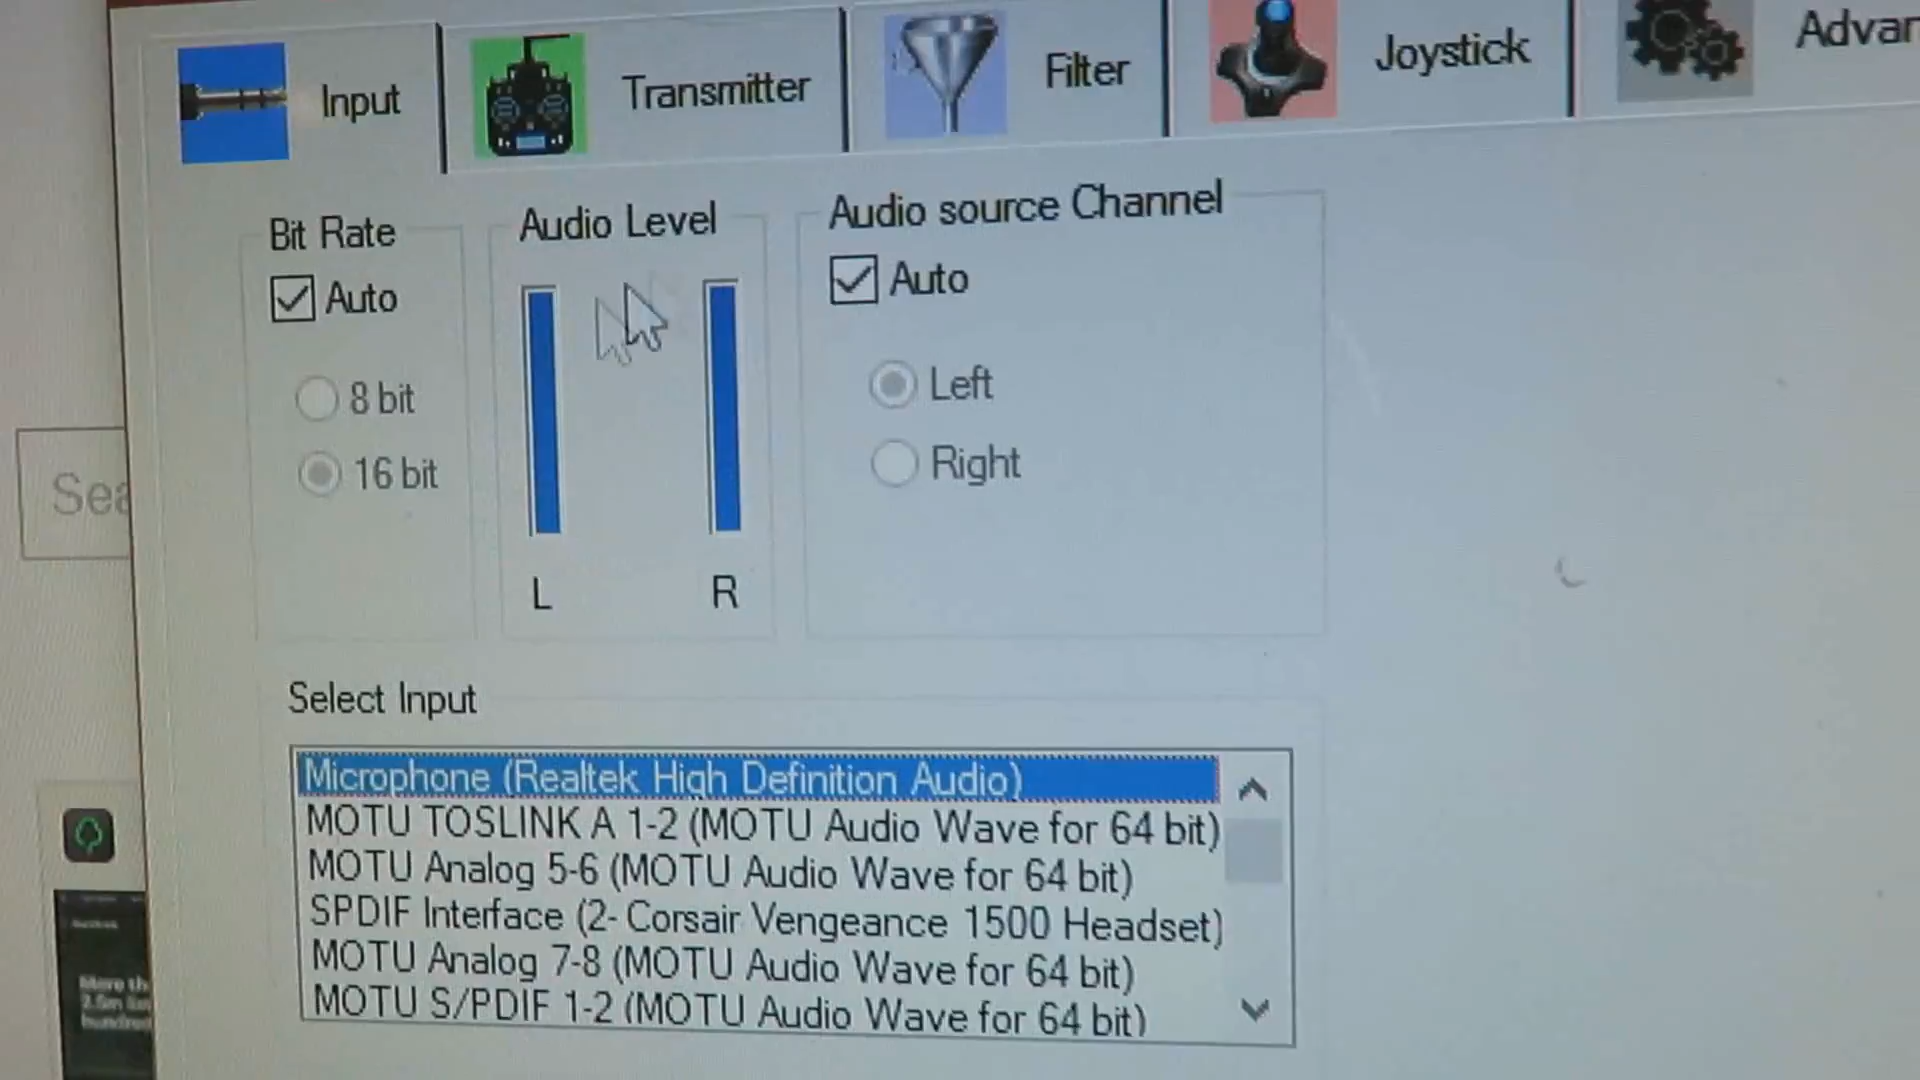 Input
Transmitter
Filter
Joystick
Bit Rate
Auto
8 bit
16 bit
Audio Level
L
R
Audio source Channel
Auto
Left
Right
Select Input
Microphone (Realtek High Definition Audio)
MOTU TOSLINK A 1-2 (MOTU Audio Wave for 64 bit)
MOTU Analog 5-6 (MOTU Audio Wave for 64 bit)
SPDIF Interface (2- Corsair Vengeance 1500 Headset)
MOTU Analog 7-8 (MOTU Audio Wave for 64 bit)
MOTU S/PDIF 1-2 (MOTU Audio Wave for 64 bit)